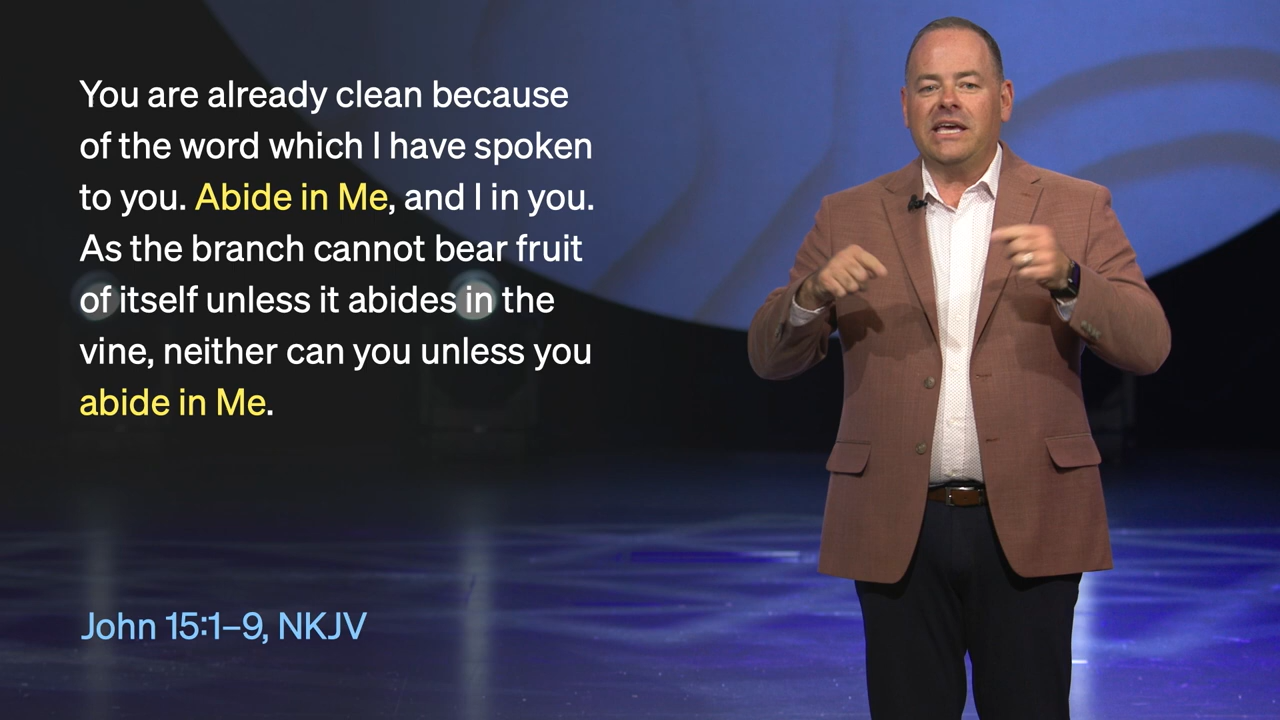 You are already clean because
of the word which I have spoken
to you. Abide in Me, and I in you.
As the branch cannot bear fruit
of itself unless it abides in the
vine, neither can you unless you
abide in Me.
John 15:1–9, NKJV